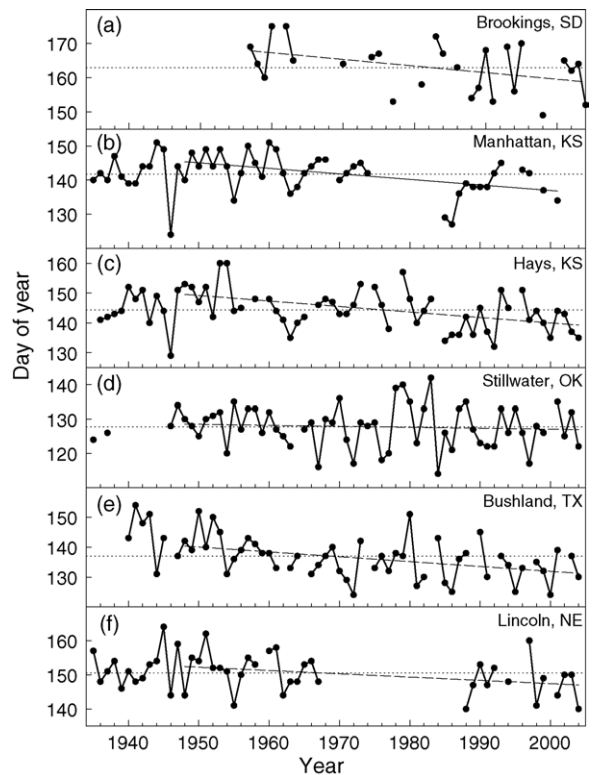 (a) Brookings, SD
170
160
150
(b) Manhattan, KS
150
140
130
(c) Hays, KS
160
150
140
130
(d) Stillwater, OK
140
130
120
(e) Bushland, TX
150
140
130
(f) Lincoln, NE
160
150
140
Day of year
1940 1950 1960 1970 1980 1990 2000
Year